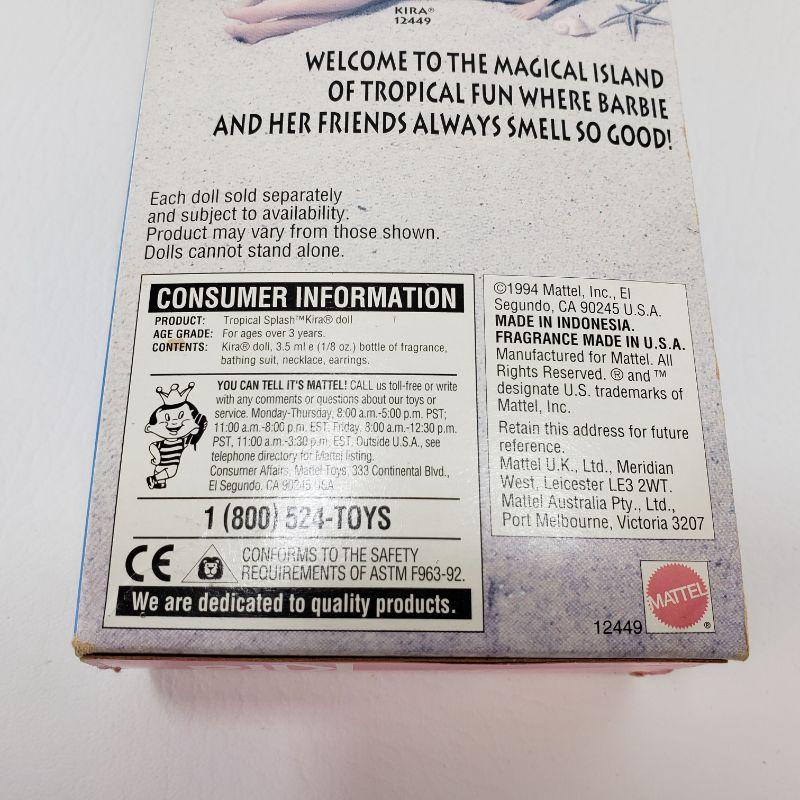 KIRA®
12449
WELCOME TO THE MAGICAL ISLAND
OF TROPICAL FUN WHERE BARBIE
AND HER FRIENDS ALWAYS SMELL SO GOOD!
Each doll sold separately
and subject to availability.
Product may vary from those shown.
Dolls cannot stand alone.
CONSUMER INFORMATION
PRODUCT: Tropical Splash™Kira® doll
AGE GRADE: For ages over 3 years.
CONTENTS: Kira® doll, 3.5 ml e (1/8 oz.) bottle of fragrance,
bathing suit, necklace, earrings.
YOU CAN TELL IT'S MATTEL! CALL us toll-free or write
with any comments or questions about our toys or
service. Monday-Thursday, 8:00 a.m.-5:00 p.m. PST;
11:00 a.m.-8:00 p.m. EST. Friday, 8:00 a.m.-12:30 p.m.
PST, 11:00 a.m.-3:30 p.m. EST. Outside U.S.A., see
telephone directory for Mattel listing.
Consumer Affairs, Mattel Toys, 333 Continental Blvd.,
El Segundo, CA 90245 USA
1 (800) 524-TOYS
CE
CONFORMS TO THE SAFETY
REQUIREMENTS OF ASTM F963-92.
We are dedicated to quality products.
©1994 Mattel, Inc., El
Segundo, CA 90245 U.S.A.
MADE IN INDONESIA.
FRAGRANCE MADE IN U.S.A.
Manufactured for Mattel. All
Rights Reserved. ® and ™
designate U.S. trademarks of
Mattel, Inc.
Retain this address for future
reference.
Mattel U.K., Ltd., Meridian
West, Leicester LE3 2WT.
Mattel Australia Pty., Ltd.,
Port Melbourne, Victoria 3207
12449
MATTEL
®